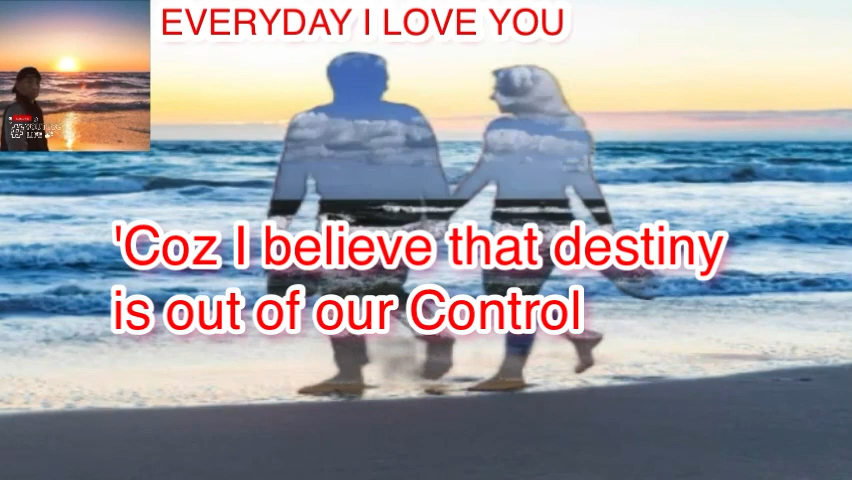 EVERYDAY I LOVE YOU
'Coz I believe that destiny
is out of our Control